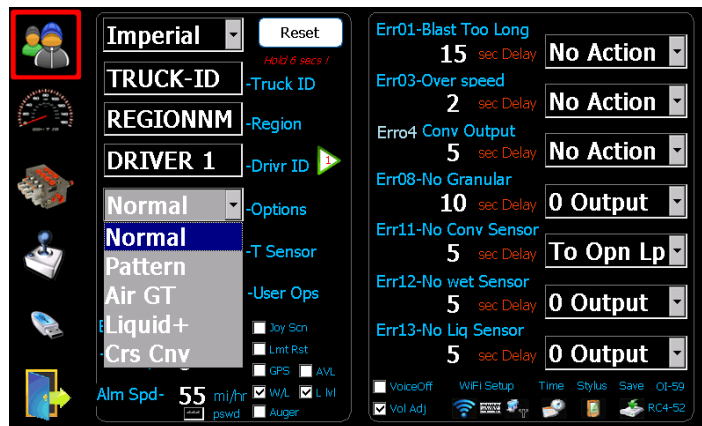 Imperial
Reset
Hold 6 secs !
TRUCK-ID -Truck ID
REGIONNM -Region
DRIVER 1 -Drivr ID 1
Normal -Options
Normal
Pattern -T Sensor
Air GT -User Ops
Liquid+ Joy Scn
Crs Cnv Lmt Rst
GPS AVL
Alm Spd- 55 mi/hr W/L L lvl
pswd Auger
Err01-Blast Too Long
15 sec Delay No Action
Err03-Over speed
2 sec Delay No Action
Erro4 Conv Output
5 sec Delay No Action
Err08-No Granular
10 sec Delay 0 Output
Err11-No Conv Sensor
5 sec Delay To Opn Lp
Err12-No wet Sensor
5 sec Delay 0 Output
Err13-No Liq Sensor
5 sec Delay 0 Output
VoiceOff WiFi Setup Time Stylus Save OI-59
Vol Adj RC4-52